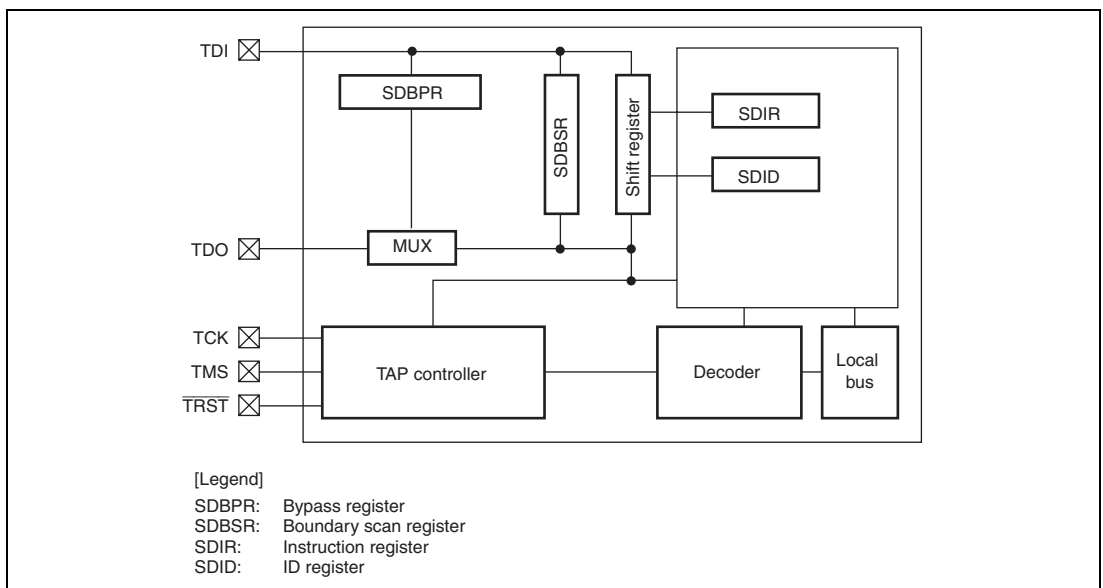 TDI
SDBPR
SDBSR
Shift register
SDIR
SDID
TDO
MUX
TCK
TMS
TRST
TAP controller
Decoder
Local
bus
[Legend]
SDBPR: Bypass register
SDBSR: Boundary scan register
SDIR: Instruction register
SDID: ID register